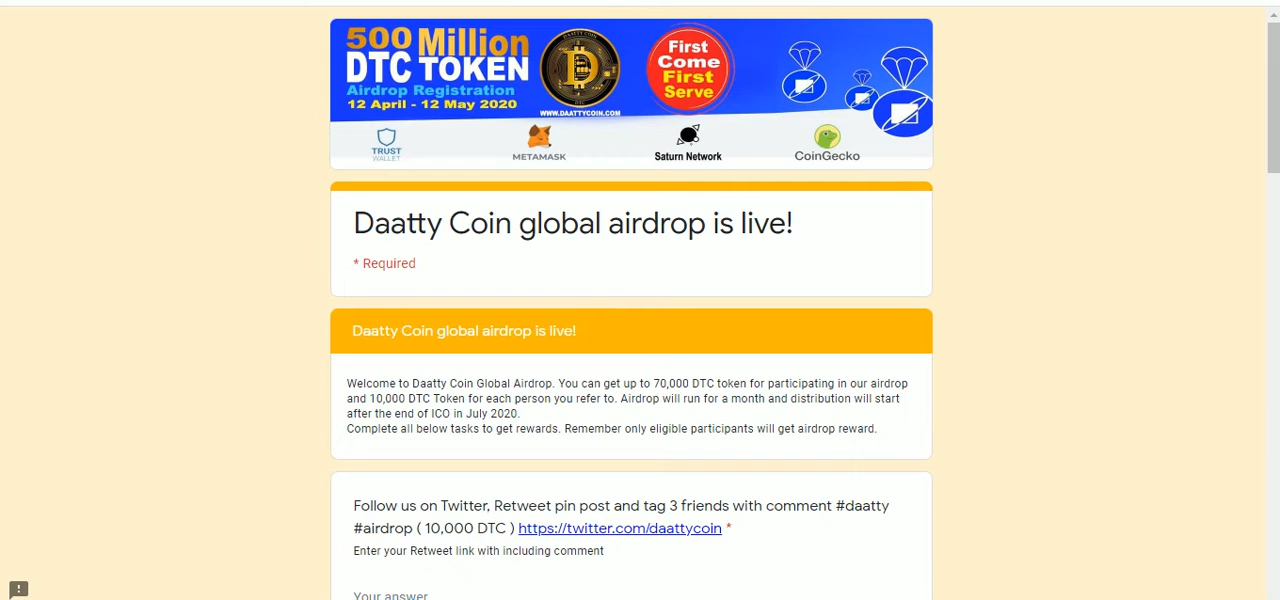 500 Million
DTC TOKEN
Airdrop Registration
12 April - 12 May 2020
DAATTY COIN
DTC
WWW.DAATTYCOIN.COM
First
Come
First
Serve
TRUST
WALLET
METAMASK
Saturn Network
CoinGecko
Daatty Coin global airdrop is live!
* Required
Daatty Coin global airdrop is live!
Welcome to Daatty Coin Global Airdrop. You can get up to 70,000 DTC token for participating in our airdrop
and 10,000 DTC Token for each person you refer to. Airdrop will run for a month and distribution will start
after the end of ICO in July 2020.
Complete all below tasks to get rewards. Remember only eligible participants will get airdrop reward.
Follow us on Twitter, Retweet pin post and tag 3 friends with comment #daatty
#airdrop ( 10,000 DTC ) https://twitter.com/daattycoin *
Enter your Retweet link with including comment
Your answer